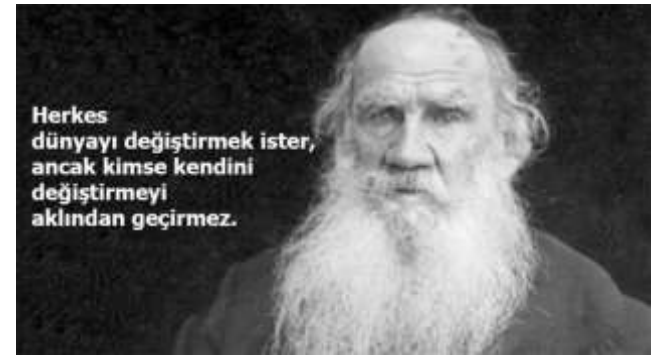 Herkes
dünyayı değiştirmek ister,
ancak kimse kendini
değiştirmeyi
aklından geçirmez.